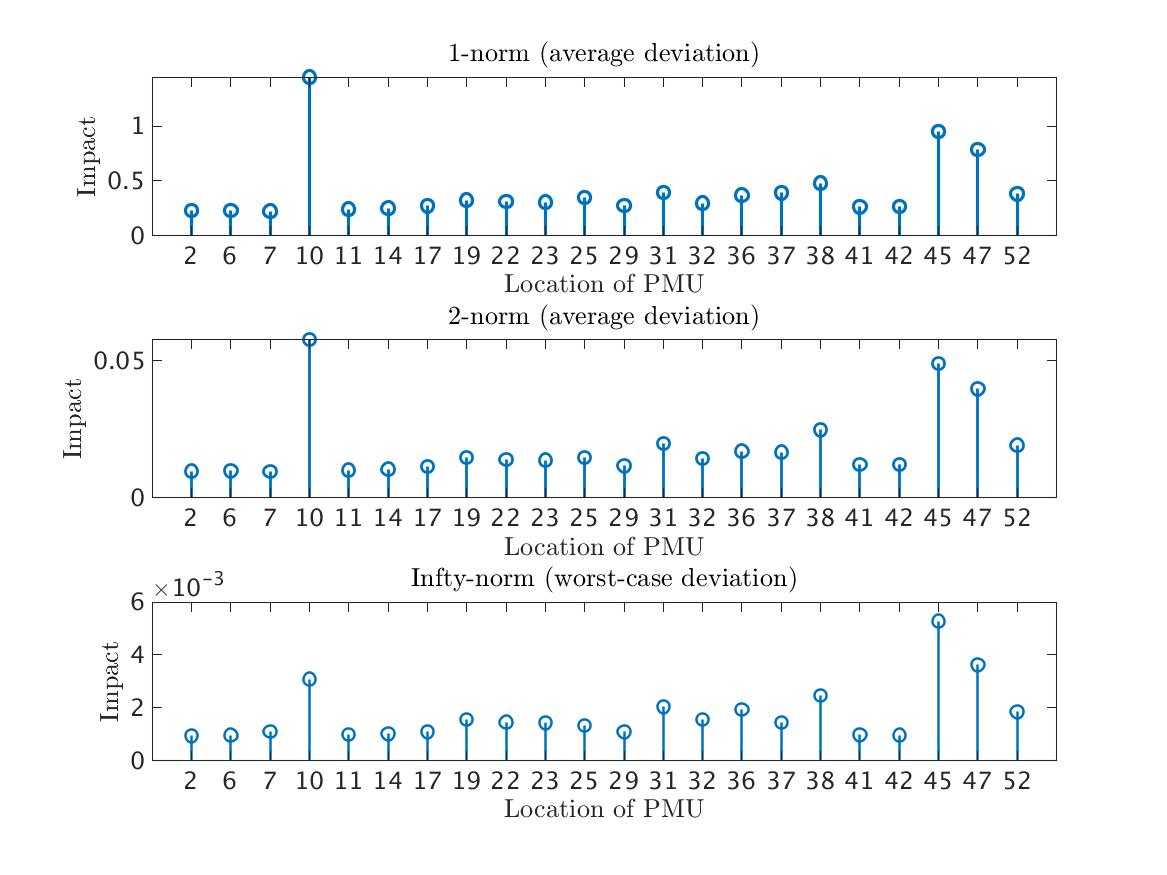 1-norm (average deviation)
Impact
1
0.5
0
2 6 7 10 11 14 17 19 22 23 25 29 31 32 36 37 38 41 42 45 47 52
Location of PMU
2-norm (average deviation)
Impact
0.05
0
2 6 7 10 11 14 17 19 22 23 25 29 31 32 36 37 38 41 42 45 47 52
Location of PMU
Infty-norm (worst-case deviation)
×10⁻³
Impact
6
4
2
0
2 6 7 10 11 14 17 19 22 23 25 29 31 32 36 37 38 41 42 45 47 52
Location of PMU